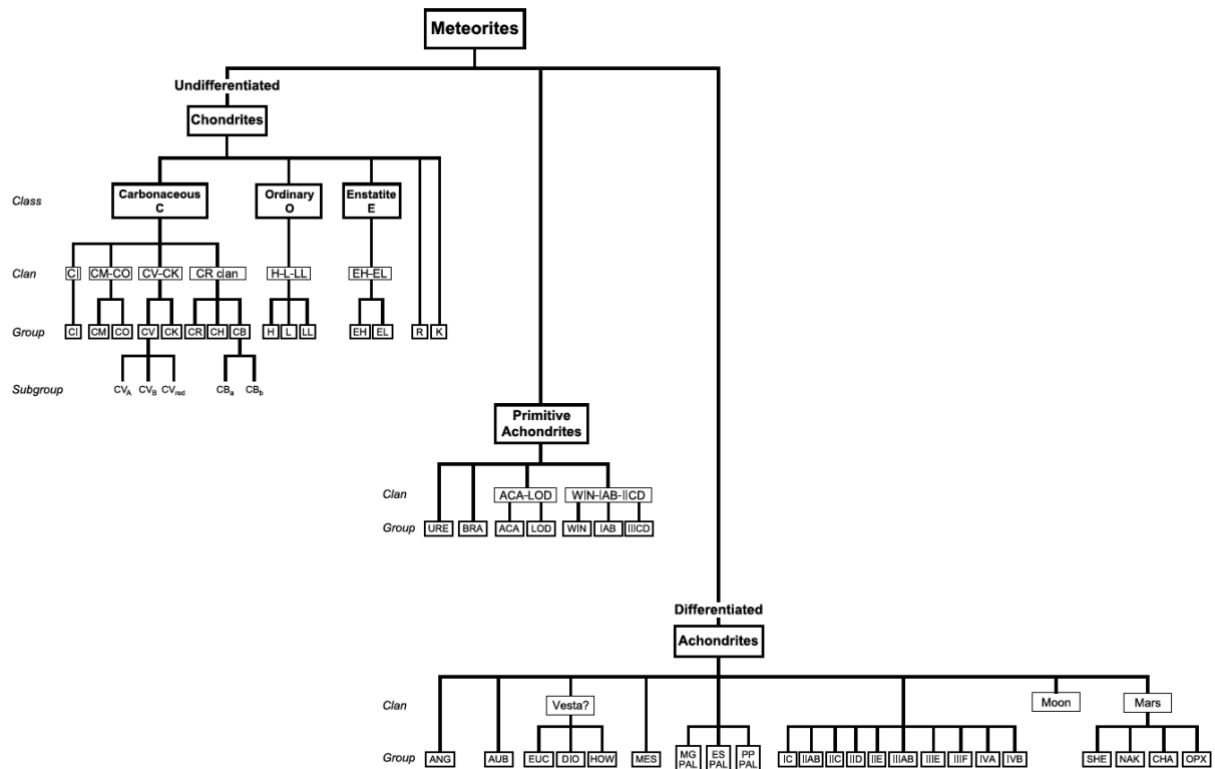 Meteorites
Undifferentiated
Chondrites
Class
Carbonaceous
C
Ordinary
O
Enstatite
E
Clan
CI
CM-CO
CV-CK
CR clan
H-L-LL
EH-EL
Group
CI
CM
CO
CV
CK
CR
CH
CB
H
L
LL
EH
EL
R
K
Subgroup
CVA
CVB
CVred
CBa
CBb
Primitive
Achondrites
Clan
ACA-LOD
WIN-IAB-IICD
Group
URE
BRA
ACA
LOD
WIN
IAB
IIICD
Differentiated
Achondrites
Clan
Vesta?
Moon
Mars
Group
ANG
AUB
EUC
DIO
HOW
MES
MG
PAL
ES
PAL
PP
PAL
IC
IIAB
IIC
IID
IIE
IIIAB
IIIE
IIIF
IVA
IVB
SHE
NAK
CHA
OPX